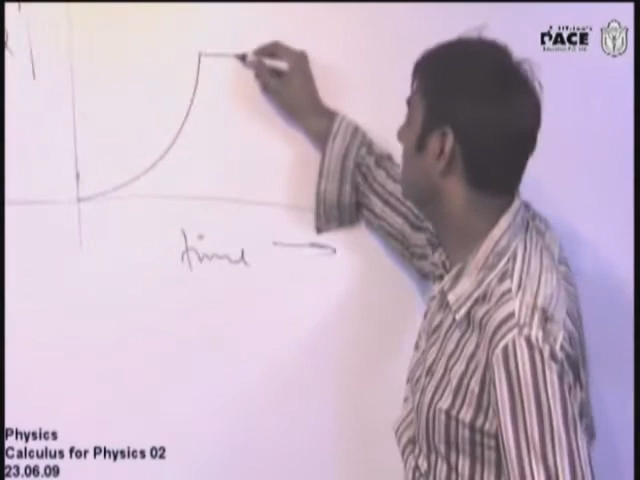 PACE
time
Physics
Calculus for Physics 02
23.06.09